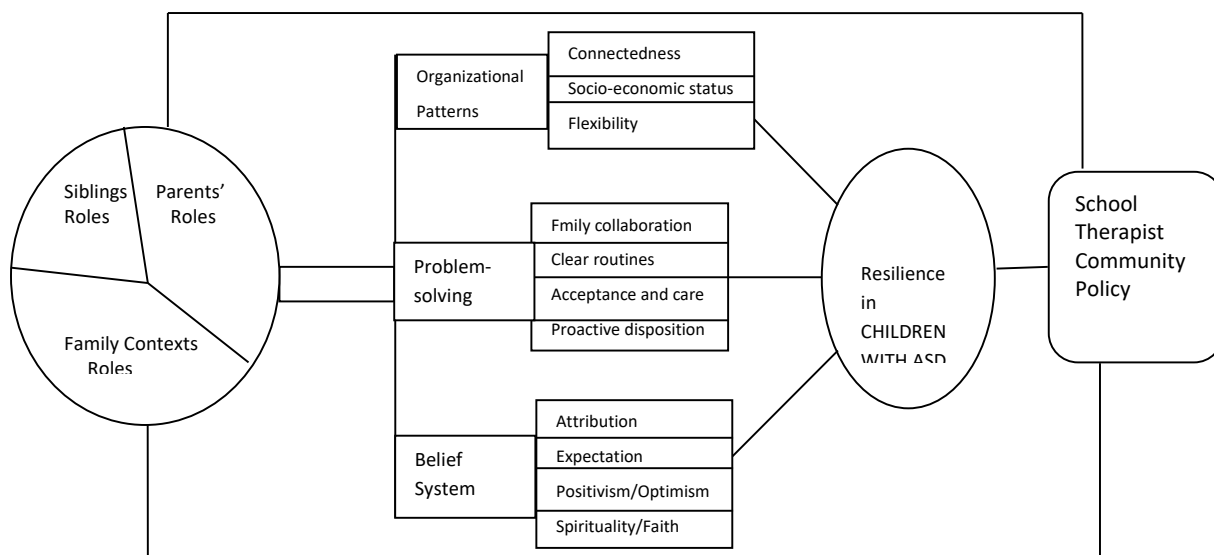 Siblings
Roles
Parents'
Roles
Family Contexts
Roles
Organizational
Patterns
Connectedness
Socio-economic status
Flexibility
Problem-
solving
Fmily collaboration
Clear routines
Acceptance and care
Proactive disposition
Belief
System
Attribution
Expectation
Positivism/Optimism
Spirituality/Faith
Resilience
in
CHILDREN
WITH ASD
School
Therapist
Community
Policy